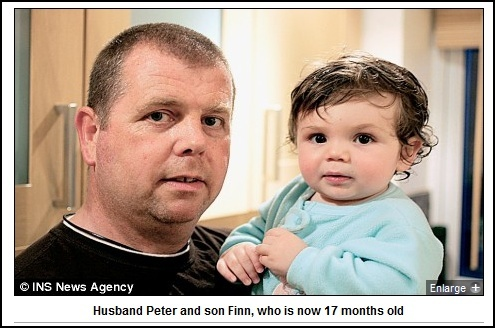 © INS News Agency
Enlarge +
Husband Peter and son Finn, who is now 17 months old